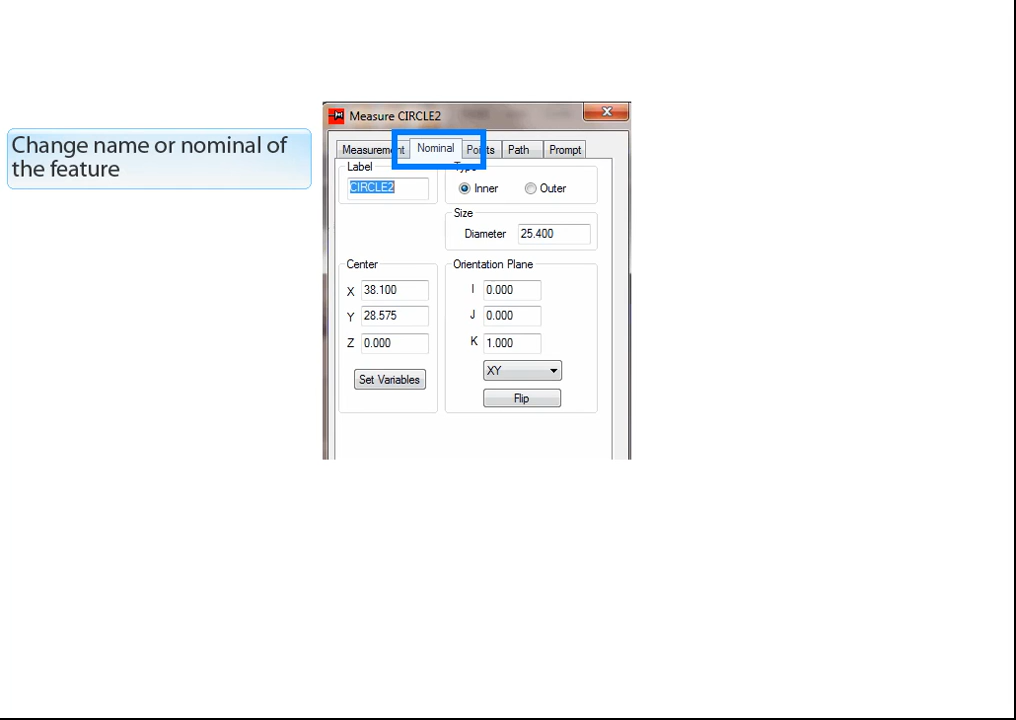 Change name or nominal of
the feature
Measure CIRCLE2
Measurement Nominal Points Path Prompt
Label
CIRCLE2
Type
Inner Outer
Size
Diameter 25.400
Center
X 38.100
Y 28.575
Z 0.000
Set Variables
Orientation Plane
I 0.000
J 0.000
K 1.000
XY
Flip